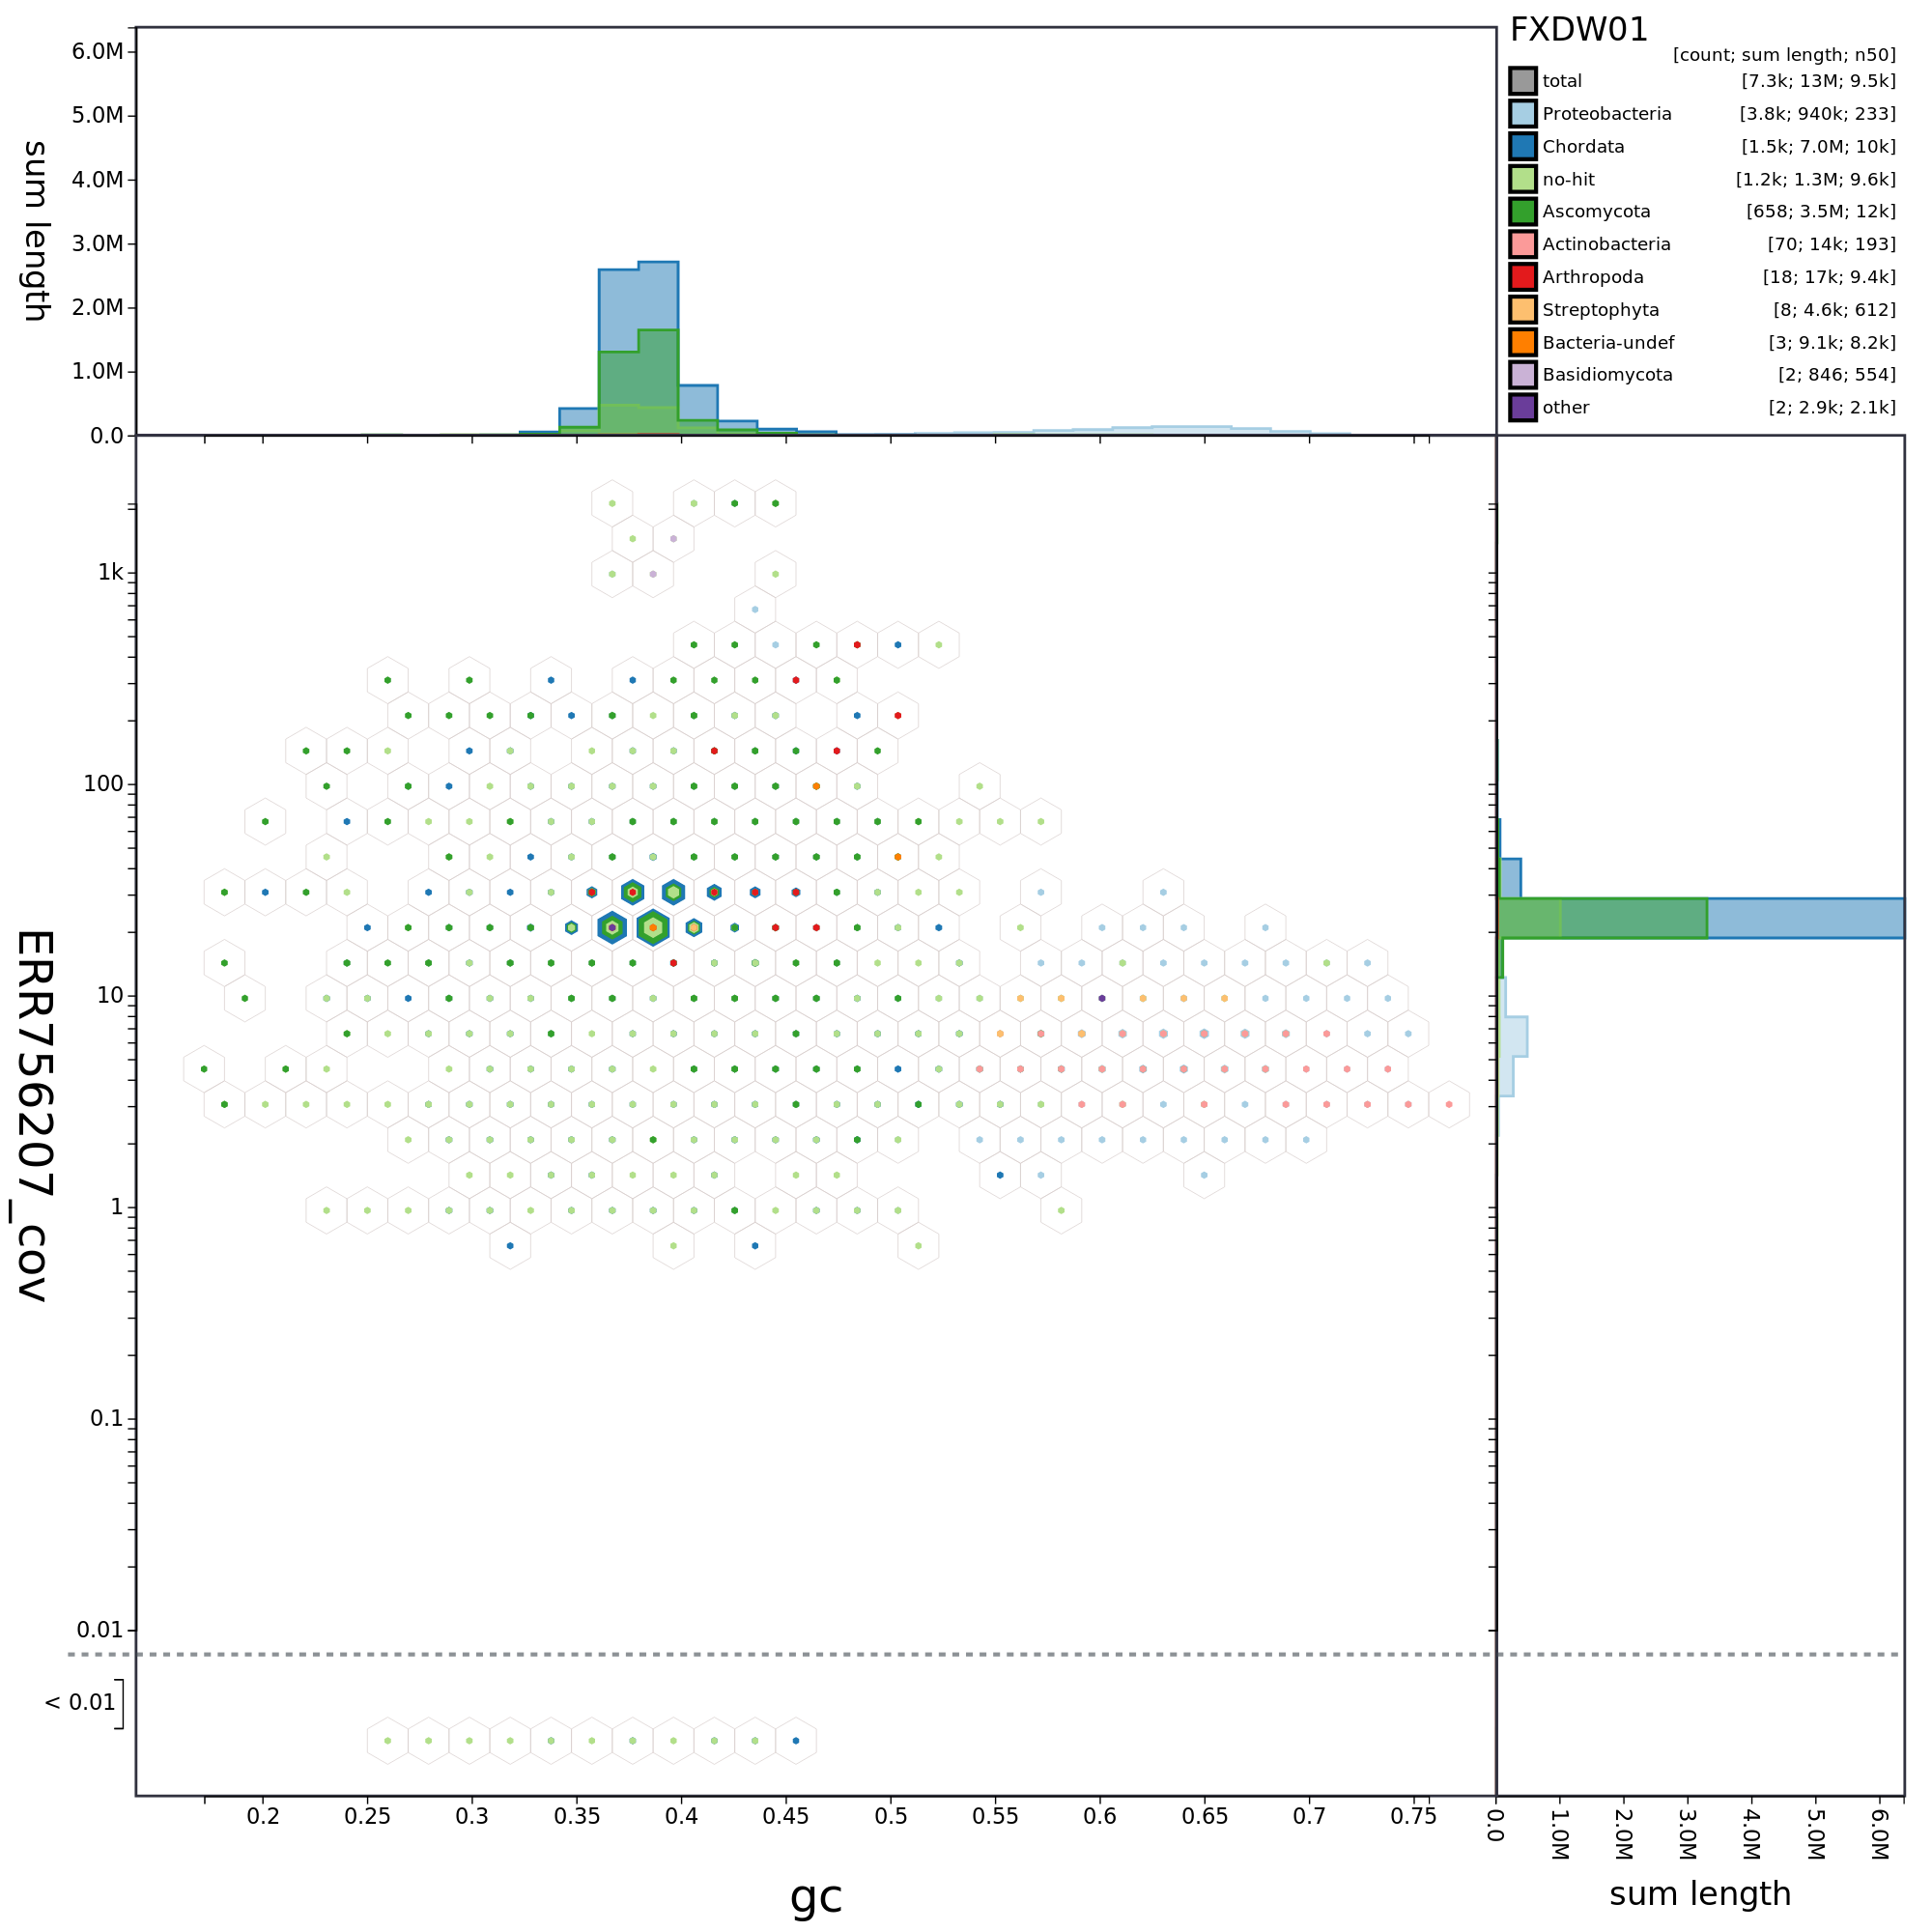 FXDW01
[count; sum length; n50]
total [7.3k; 13M; 9.5k]
Proteobacteria [3.8k; 940k; 233]
Chordata [1.5k; 7.0M; 10k]
no-hit [1.2k; 1.3M; 9.6k]
Ascomycota [658; 3.5M; 12k]
Actinobacteria [70; 14k; 193]
Arthropoda [18; 17k; 9.4k]
Streptophyta [8; 4.6k; 612]
Bacteria-undef [3; 9.1k; 8.2k]
Basidiomycota [2; 846; 554]
other [2; 2.9k; 2.1k]
sum length
6.0M
5.0M
4.0M
3.0M
2.0M
1.0M
0.0
ERR756207_cov
1k
100
10
1
0.1
0.01
< 0.01
0.2 0.25 0.3 0.35 0.4 0.45 0.5 0.55 0.6 0.65 0.7 0.75
gc
0.0 1.0M 2.0M 3.0M 4.0M 5.0M 6.0M
sum length